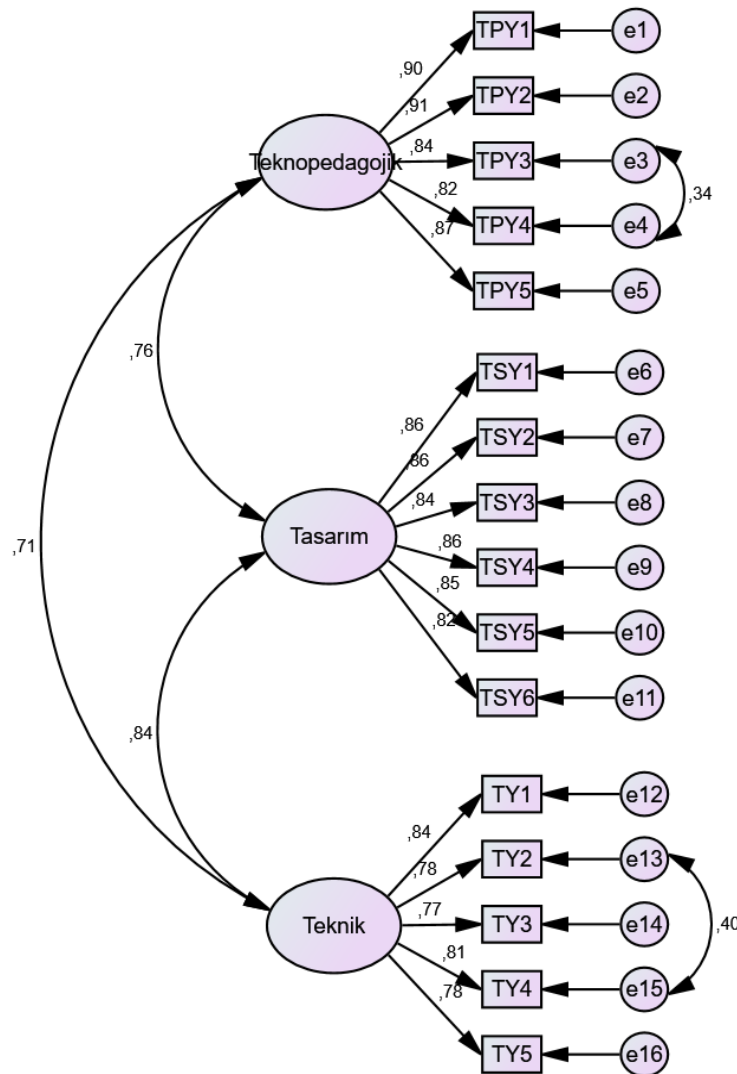 TPY1
e1
,90
TPY2
e2
,91
Teknopedagojik
,84
TPY3
e3
,34
,82
TPY4
e4
,87
TPY5
e5
,76
TSY1
e6
,86
TSY2
e7
,86
TSY3
e8
,84
Tasarım
,71
,86
TSY4
e9
,85
TSY5
e10
,82
TSY6
e11
,84
TY1
e12
,84
TY2
e13
,78
Teknik
,77
TY3
e14
,40
,81
TY4
e15
,78
TY5
e16